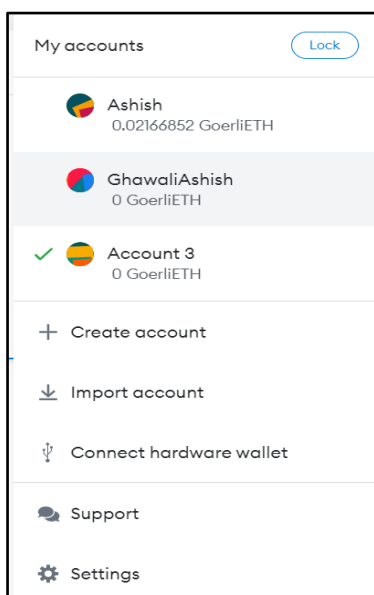 My accounts
Lock
Ashish
0.02166852 GoerliETH
GhawaliAshish
0 GoerliETH
Account 3
0 GoerliETH
Create account
Import account
Connect hardware wallet
Support
Settings